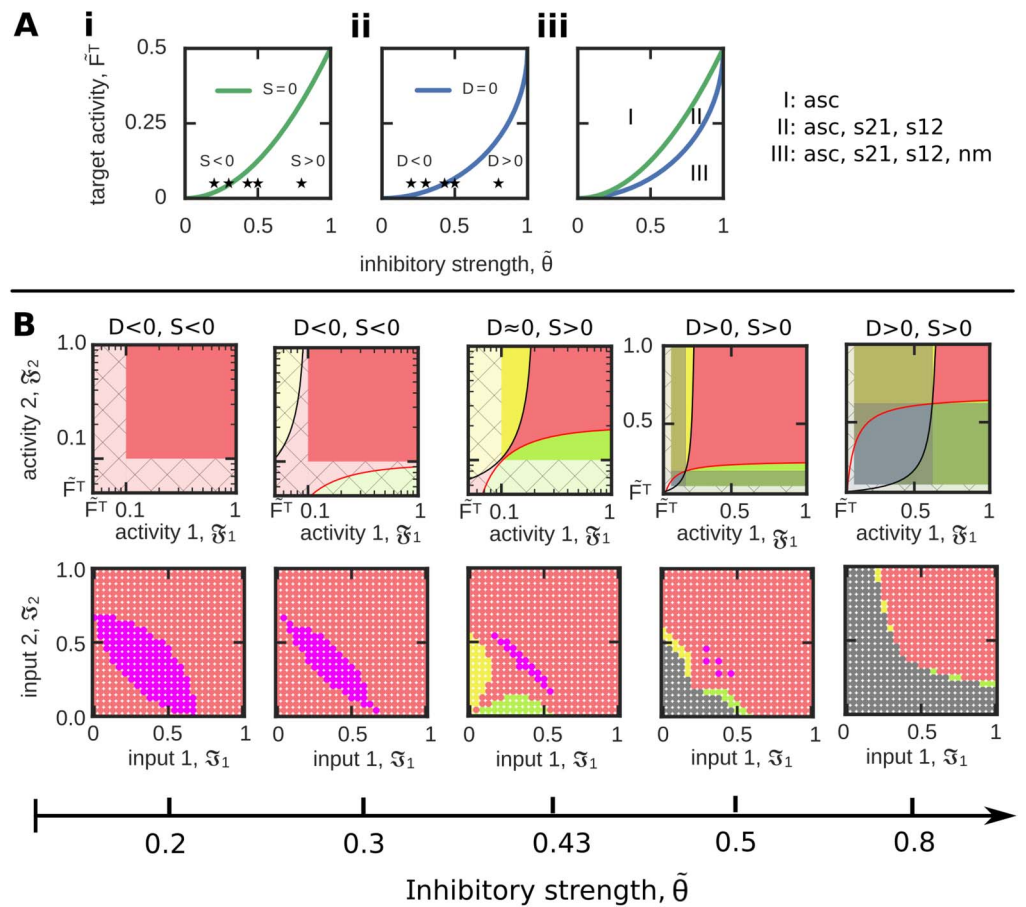 A
i
ii
iii
target activity, F̃ᵀ
0.5
0.25
0
S=0
S<0
S>0
0
0.5
1
D=0
D<0
D>0
0
0.5
1
I
II
III
0
0.5
1
inhibitory strength, θ̃
I: asc
II: asc, s21, s12
III: asc, s21, s12, nm
B
D<0, S<0
D<0, S<0
D≈0, S>0
D>0, S>0
D>0, S>0
activity 2, 𝔉₂
1.0
0.1
F̃ᵀ
F̃ᵀ
0.1
1
activity 1, 𝔉₁
F̃ᵀ
0.1
1
activity 1, 𝔉₁
F̃ᵀ
0.1
1
activity 1, 𝔉₁
1.0
0.5
F̃ᵀ
F̃ᵀ
0.5
1
activity 1, 𝔉₁
F̃ᵀ
0.5
1
activity 1, 𝔉₁
input 2, ℑ₂
1.0
0.5
0.0
0
0.5
1
input 1, ℑ₁
0
0.5
1
input 1, ℑ₁
0
0.5
1
input 1, ℑ₁
0
0.5
1
input 1, ℑ₁
0
0.5
1
input 1, ℑ₁
0.2
0.3
0.43
0.5
0.8
Inhibitory strength, θ̃